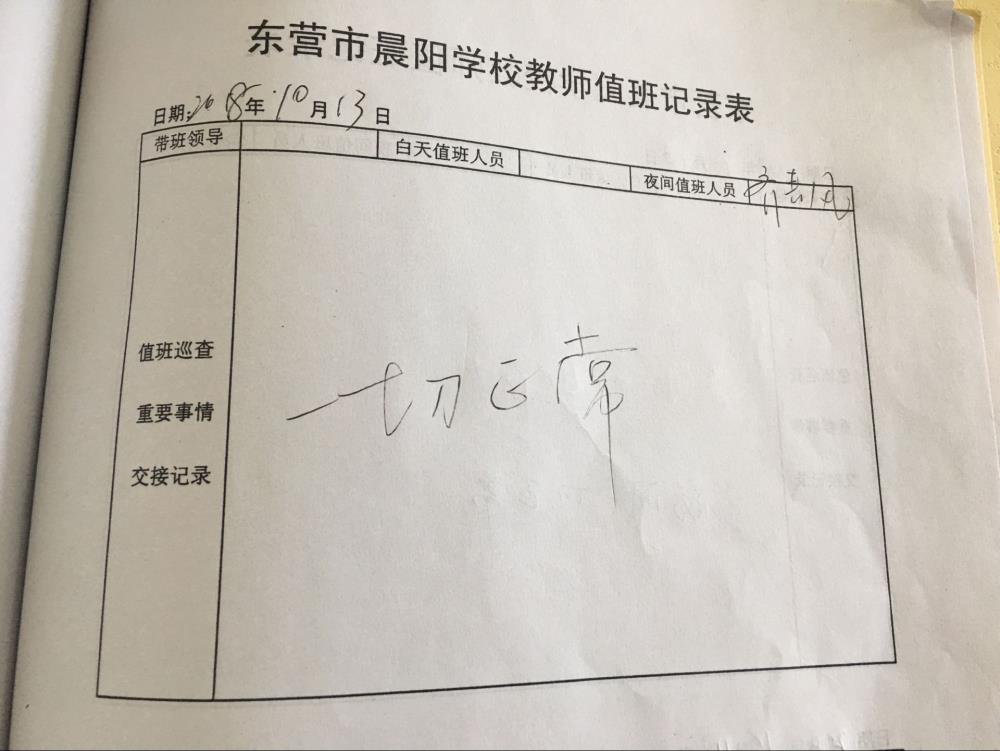 东营市晨阳学校教师值班记录表
日期:2018年10月13日
带班领导 白天值班人员 夜间值班人员
值班巡查
重要事情
交接记录
一切正常